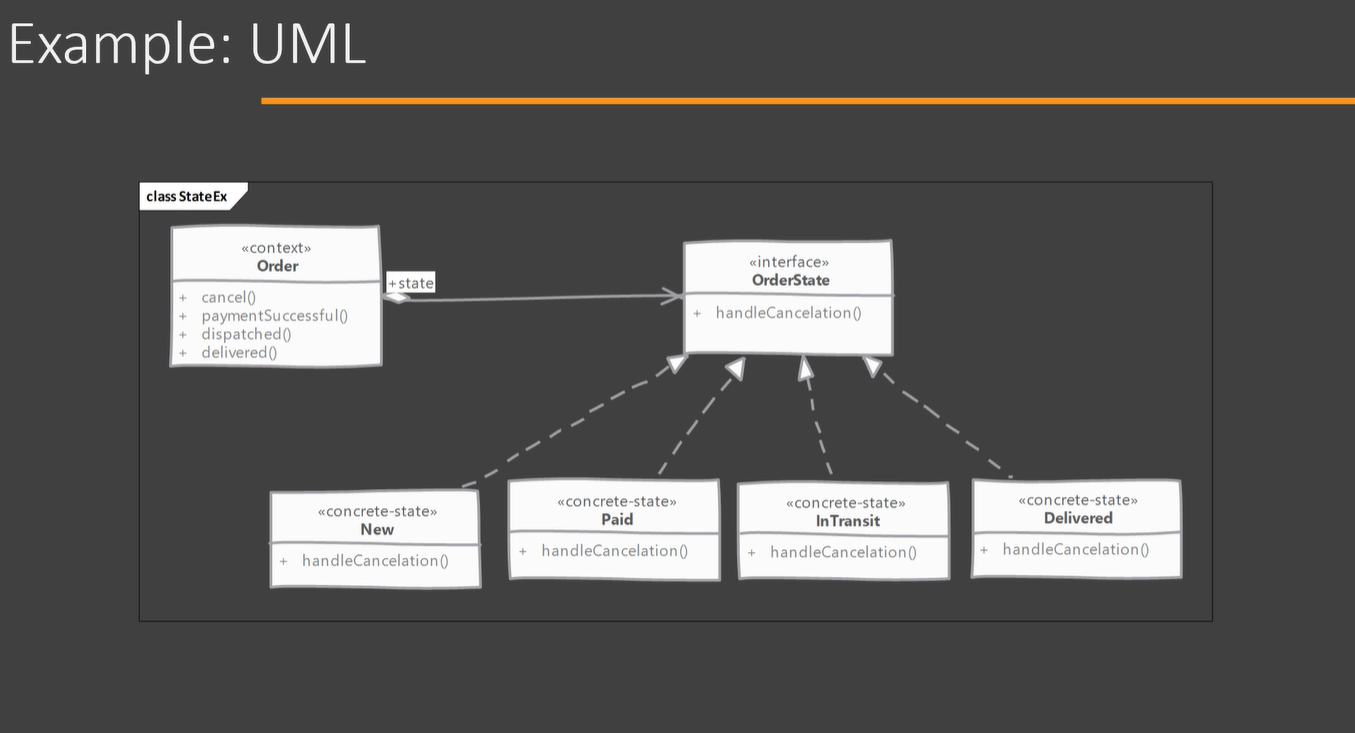 Example: UML
class StateEx
«context»
Order
+ cancel()
+ paymentSuccessful()
+ dispatched()
+ delivered()
+state
«interface»
OrderState
+ handleCancelation()
«concrete-state»
New
+ handleCancelation()
«concrete-state»
Paid
+ handleCancelation()
«concrete-state»
InTransit
+ handleCancelation()
«concrete-state»
Delivered
+ handleCancelation()